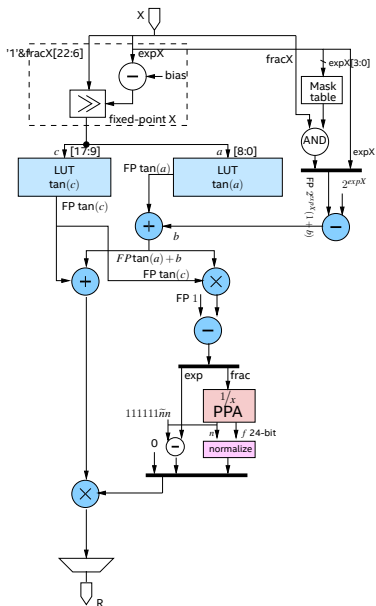 X
'1'&fracX[22:6]
expX
fracX
expX[3:0]
bias
Mask
table
fixed-point X
AND
expX
c [17:9]
a [8:0]
LUT
tan(c)
FP tan(a)
LUT
tan(a)
FP 2^expX(1+b)
2^expX
FP tan(c)
b
FP tan(a)+b
FP tan(c)
FP 1
exp
frac
1/x
PPA
111111ñn
n
f 24-bit
0
normalize
R